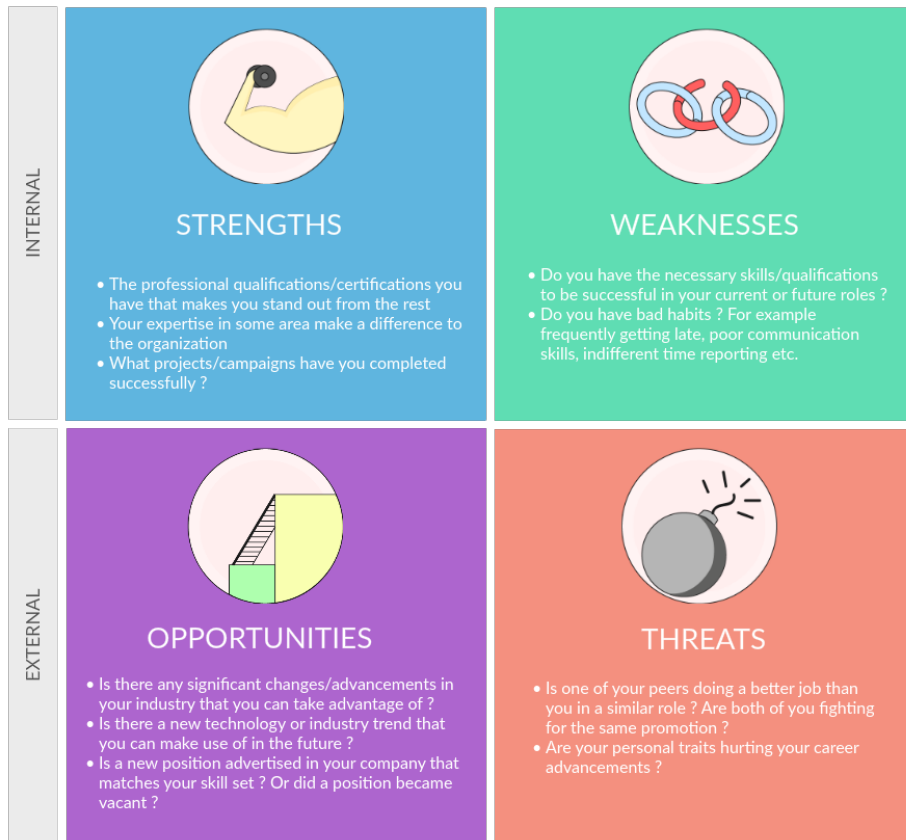 INTERNAL
STRENGTHS
• The professional qualifications/certifications you
have that makes you stand out from the rest
• Your expertise in some area make a difference to
the organization
• What projects/campaigns have you completed
successfully ?
WEAKNESSES
• Do you have the necessary skills/qualifications
to be successful in your current or future roles ?
• Do you have bad habits ? For example
frequently getting late, poor communication
skills, indifferent time reporting etc.
EXTERNAL
OPPORTUNITIES
• Is there any significant changes/advancements in
your industry that you can take advantage of ?
• Is there a new technology or industry trend that
you can make use of in the future ?
• Is a new position advertised in your company that
matches your skill set ? Or did a position became
vacant ?
THREATS
• Is one of your peers doing a better job than
you in a similar role ? Are both of you fighting
for the same promotion ?
• Are your personal traits hurting your career
advancements ?